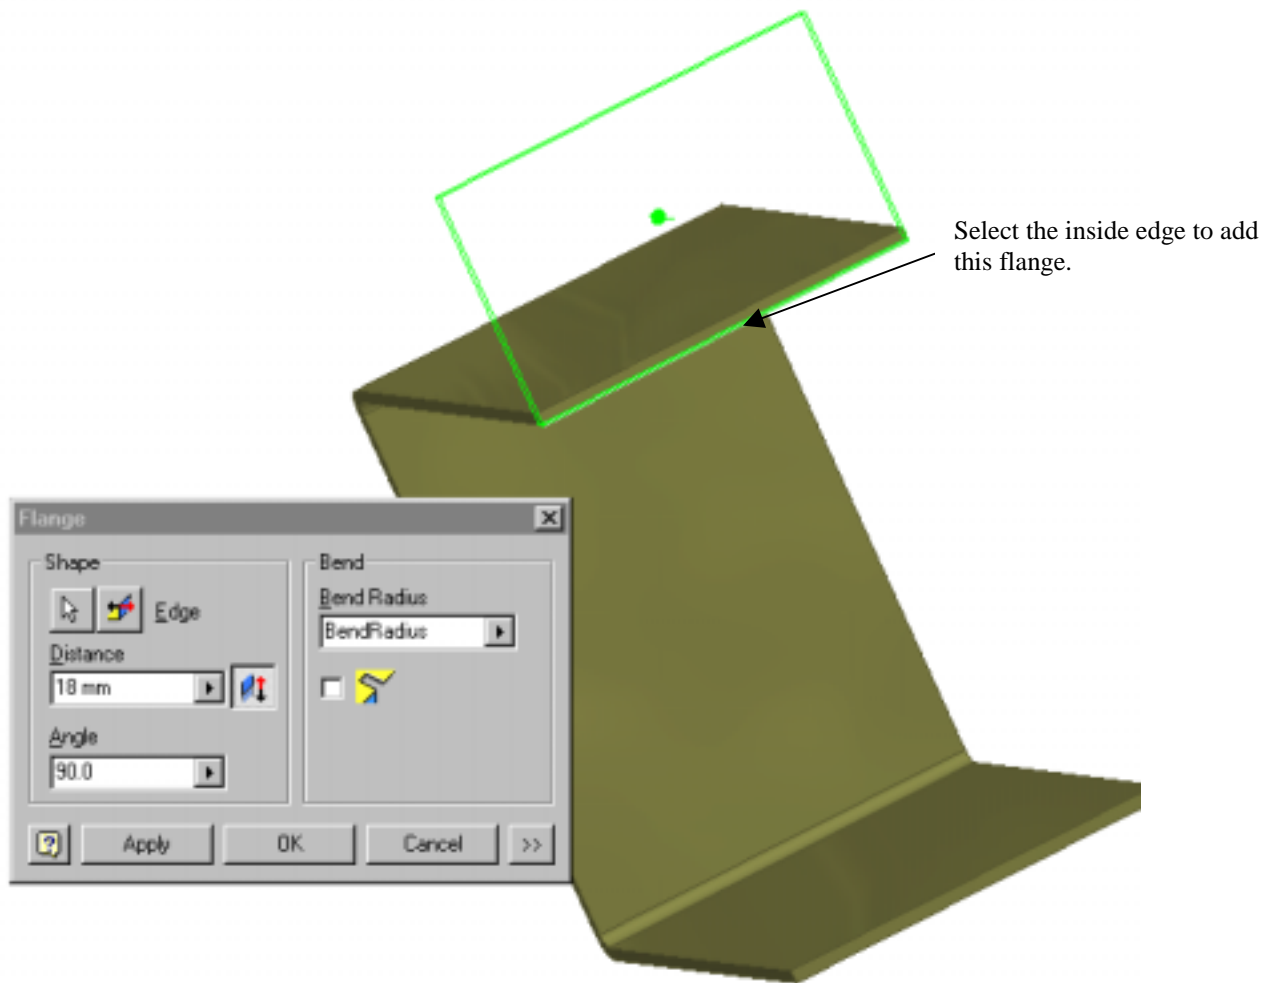 Select the inside edge to add
this flange.
Flange
Shape
Edge
Distance
18 mm
Angle
90.0
Bend
Bend Radius
BendRadius
?
Apply
OK
Cancel
>>